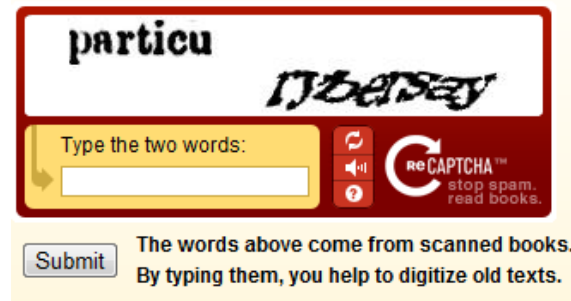 particu
Type the two words:
ReCAPTCHA™
stop spam.
read books.
Submit
The words above come from scanned books.
By typing them, you help to digitize old texts.